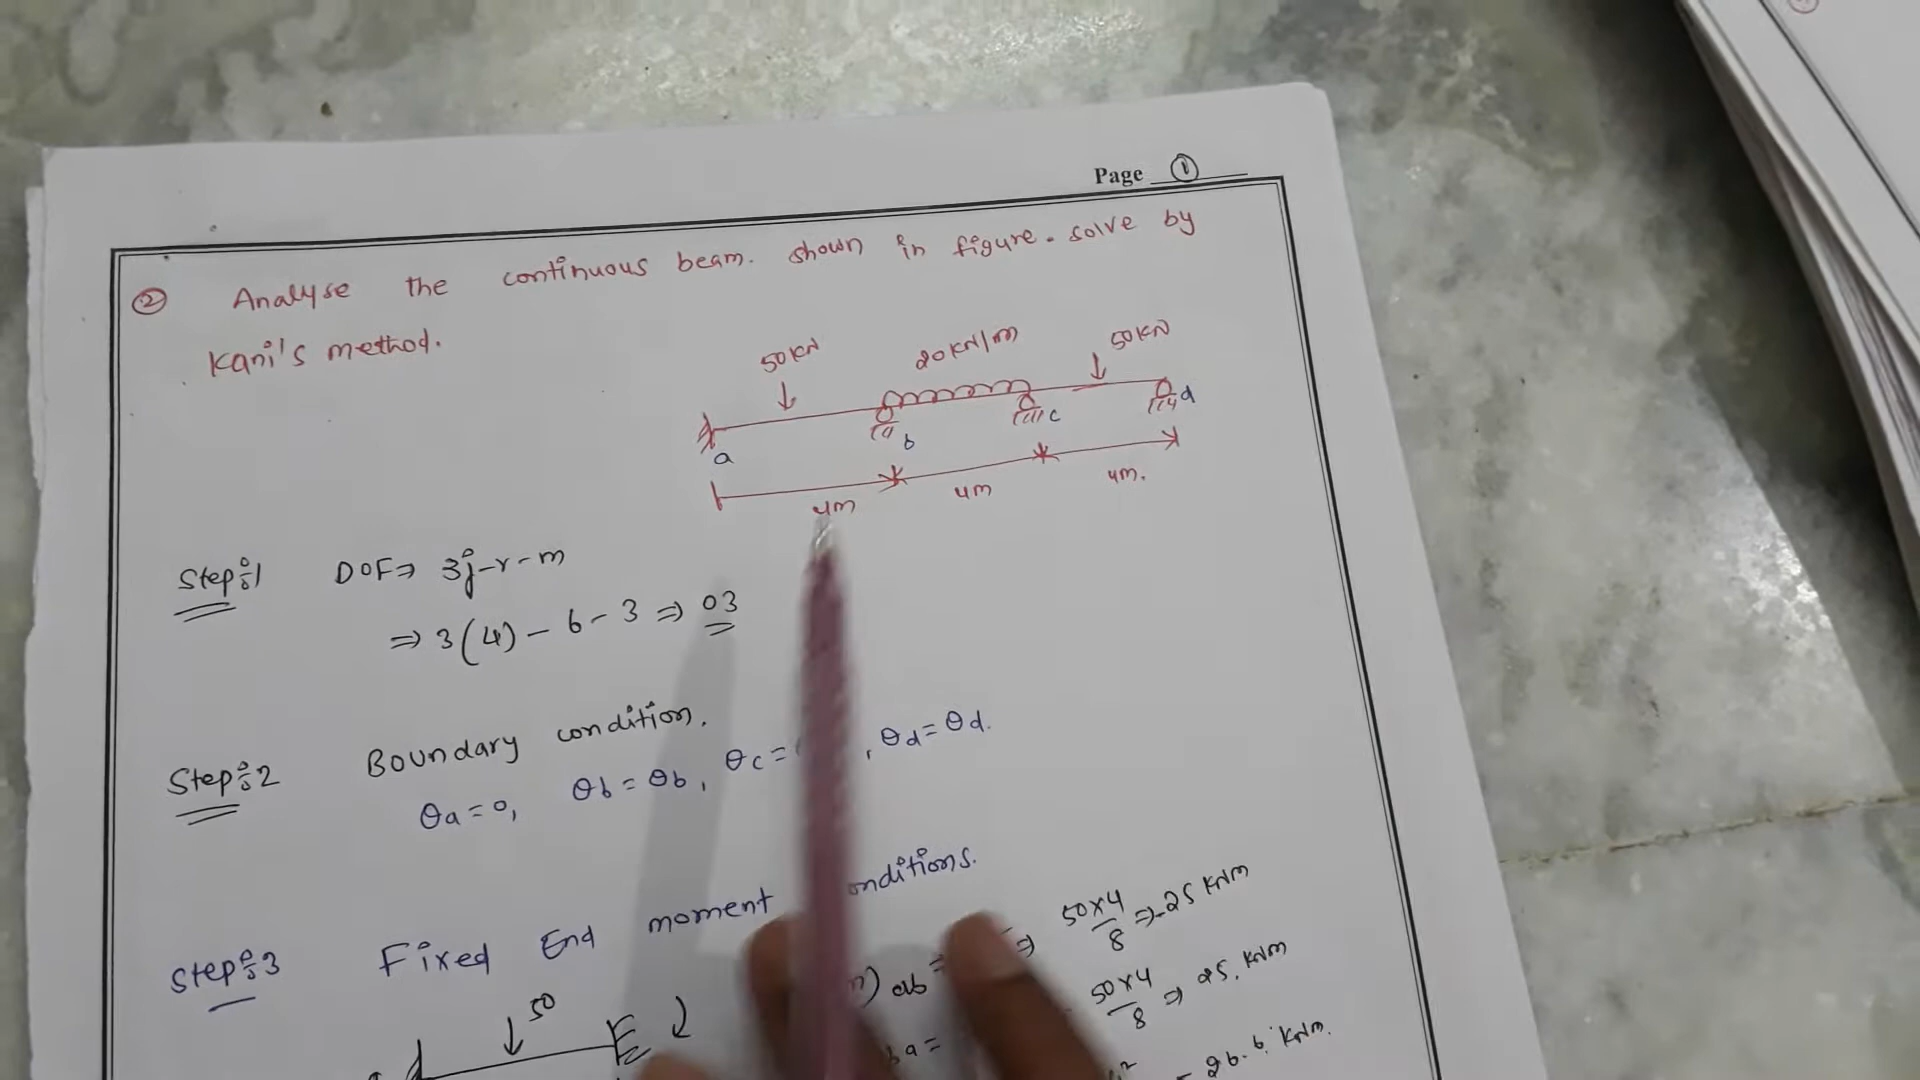 Page 1
② Analyse the continuous beam. shown in figure. solve by
Kani's method.
50KN 20KN/m 50KN
a b c d
4m 4m 4m.
Step:1 DOF⇒ 3j-r-m
⇒ 3(4) - 6 - 3 ⇒ 03
Step:2 Boundary condition.
θa = 0, θb = θb, θc = , θd = θd.
Step:3 Fixed End moment
50
ab = ⇒ 50×4/8 ⇒ -25 KNm
ba = 50×4/8 ⇒ 25. KNm
- 26.6 KNm.